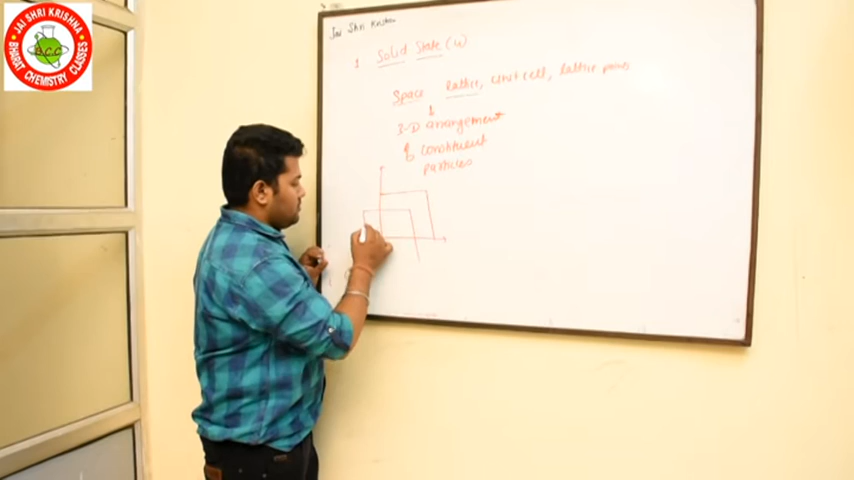 JAI SHRI KRISHNA
B.C.C
BHARAT CHEMISTRY CLASSES
Jai Shri Krishna
1 Solid State (4)
Space lattice, unit cell, lattice points
↓
3-D arrangement
of constituent
particles